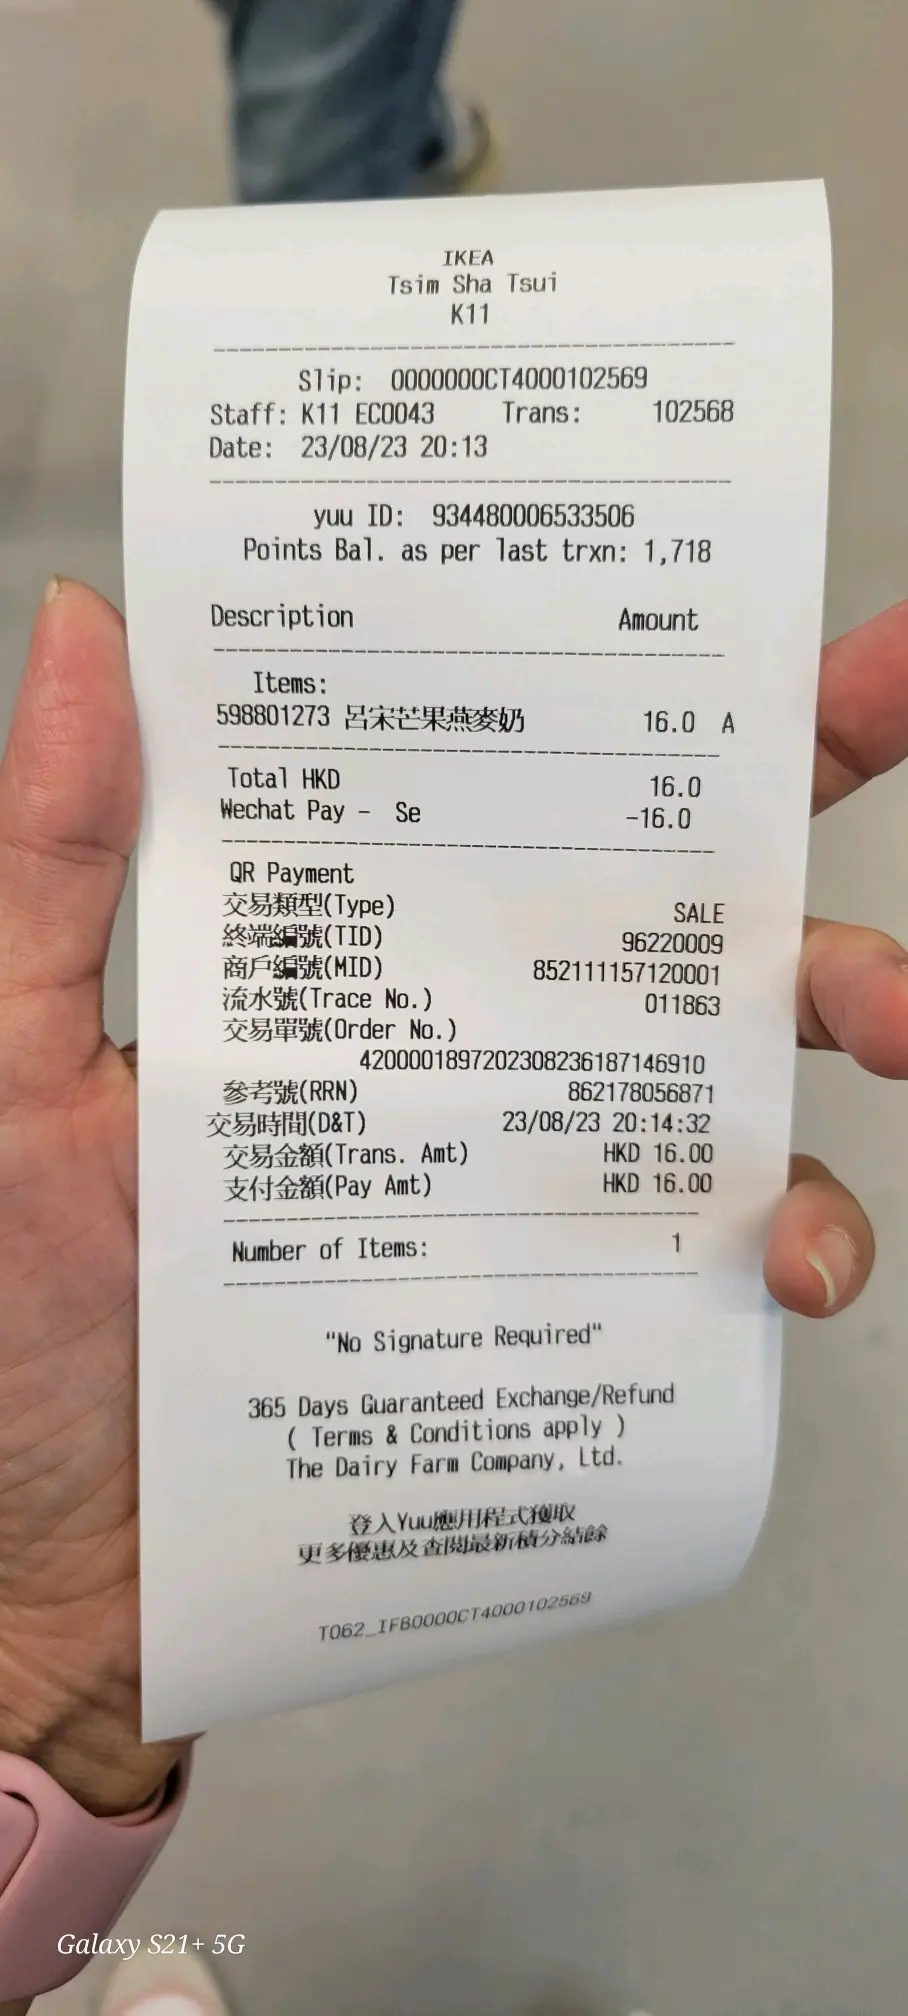 IKEA
Tsim Sha Tsui
K11
Slip: 0000000CT4000102569
Staff: K11 EC0043 Trans: 102568
Date: 23/08/23 20:13
yuu ID: 934480006533506
Points Bal. as per last trxn: 1,718
Description Amount
Items:
598801273 呂宋芒果燕麥奶 16.0 A
Total HKD 16.0
Wechat Pay - Se -16.0
QR Payment
交易類型(Type) SALE
終端編號(TID) 96220009
商戶編號(MID) 852111157120001
流水號(Trace No.) 011863
交易單號(Order No.)
4200001897202308236187146910
參考號(RRN) 862178056871
交易時間(D&T) 23/08/23 20:14:32
交易金額(Trans. Amt) HKD 16.00
支付金額(Pay Amt) HKD 16.00
Number of Items: 1
"No Signature Required"
365 Days Guaranteed Exchange/Refund
( Terms & Conditions apply )
The Dairy Farm Company, Ltd.
登入Yuu應用程式獲取
更多優惠及查閱最新積分結餘
T062_IFB0000CT4000102569
Galaxy S21+ 5G